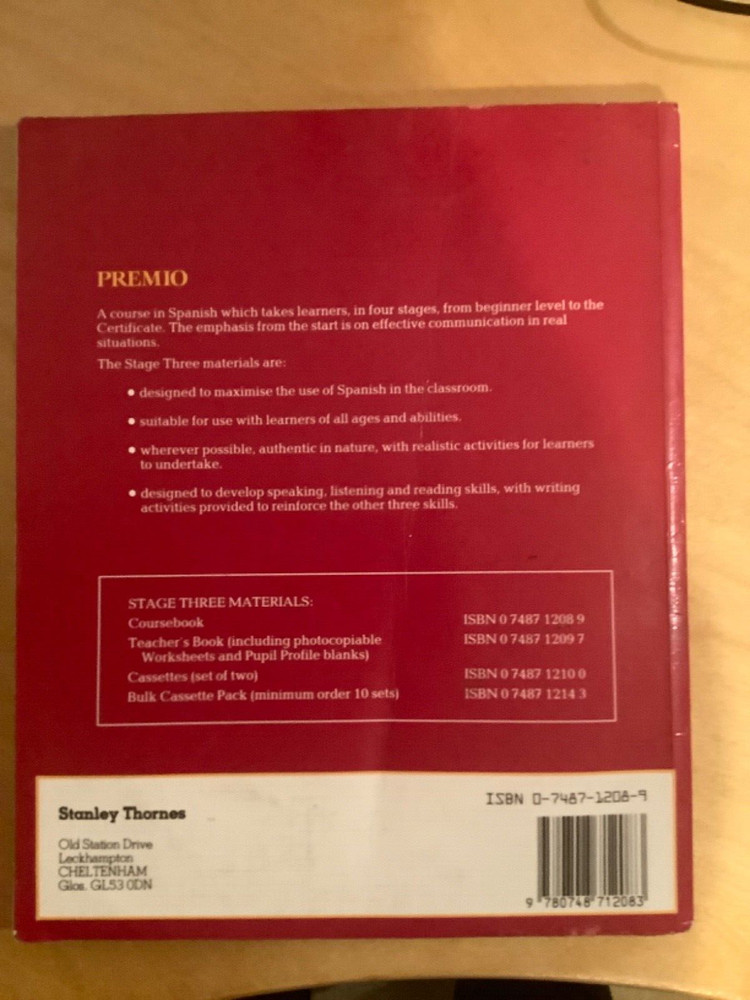 PREMIO
A course in Spanish which takes learners, in four stages, from beginner level to the
Certificate. The emphasis from the start is on effective communication in real
situations.
The Stage Three materials are:
• designed to maximise the use of Spanish in the classroom.
• suitable for use with learners of all ages and abilities.
• wherever possible, authentic in nature, with realistic activities for learners
to undertake.
• designed to develop speaking, listening and reading skills, with writing
activities provided to reinforce the other three skills.
STAGE THREE MATERIALS:
Coursebook ISBN 0 7487 1208 9
Teacher's Book (including photocopiable ISBN 0 7487 1209 7
Worksheets and Pupil Profile blanks)
Cassettes (set of two) ISBN 0 7487 1210 0
Bulk Cassette Pack (minimum order 10 sets) ISBN 0 7487 1214 3
Stanley Thornes
Old Station Drive
Leckhampton
CHELTENHAM
Glos. GL53 0DN
ISBN 0-7487-1208-9
9 780748 712083